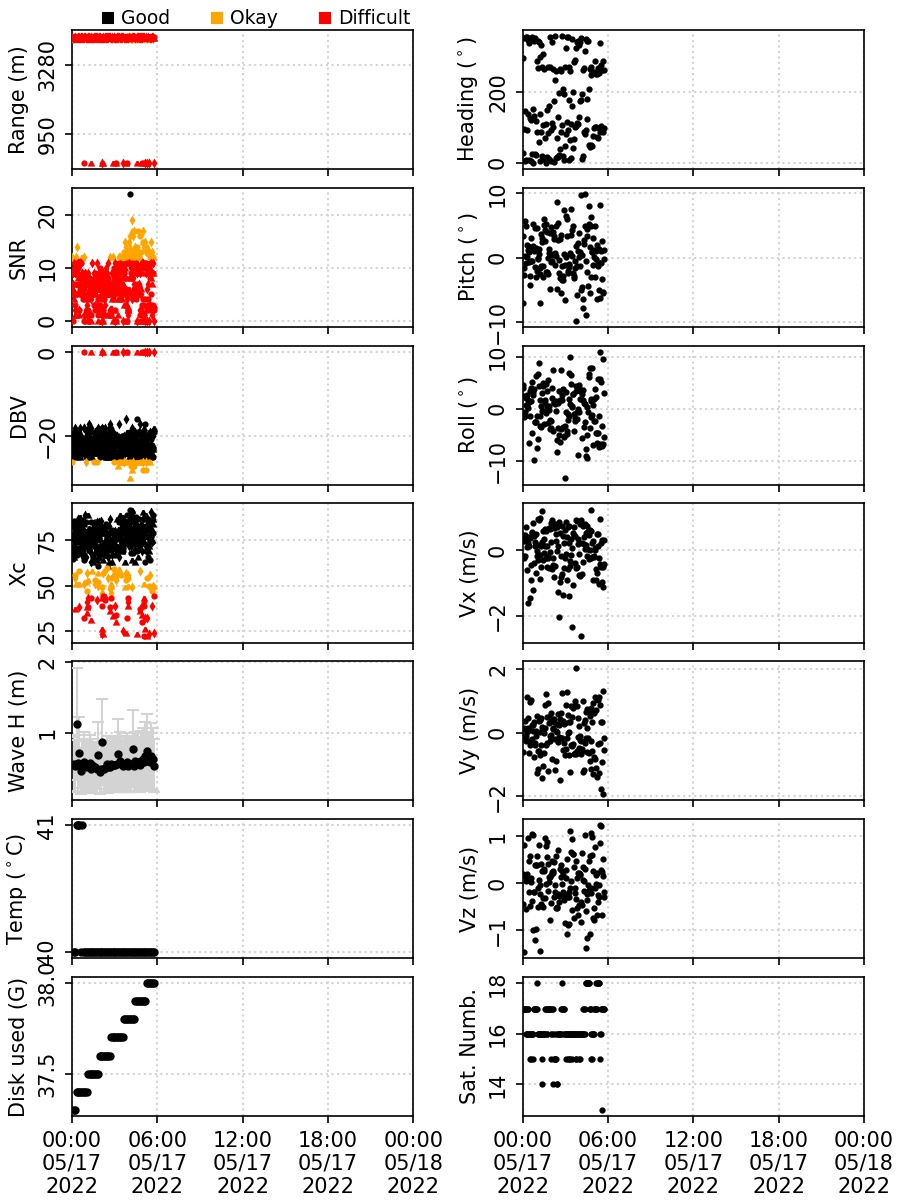 Good Okay Difficult
Range (m)
3280
950
Heading (°)
200
0
SNR
20
10
0
Pitch (°)
10
0
−10
DBV
0
−20
Roll (°)
10
0
−10
Xc
75
50
25
Vx (m/s)
0
−2
Wave H (m)
2
1
Vy (m/s)
2
0
−2
Temp (°C)
41
40
Vz (m/s)
1
0
−1
Disk used (G)
38.0
37.5
Sat. Numb.
18
16
14
00:00 06:00 12:00 18:00 00:00
05/17 05/17 05/17 05/17 05/18
2022 2022 2022 2022 2022
00:00 06:00 12:00 18:00 00:00
05/17 05/17 05/17 05/17 05/18
2022 2022 2022 2022 2022